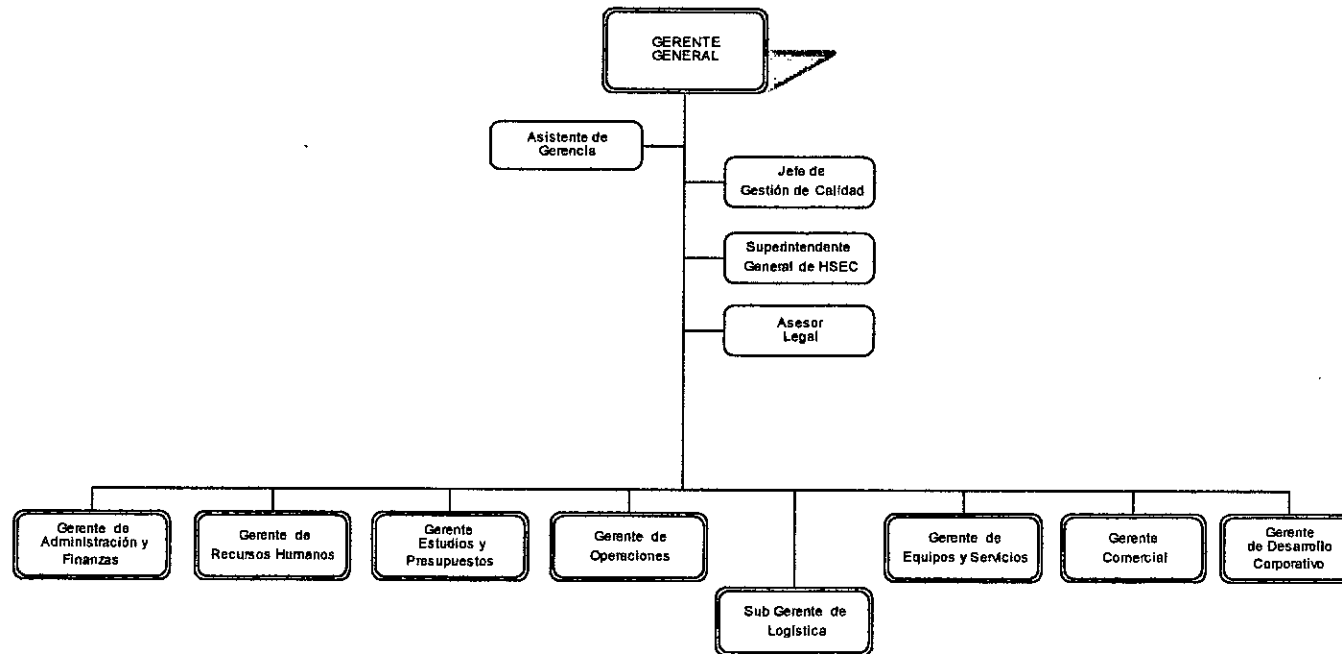 GERENTE
GENERAL
Asistente de
Gerencia
Jefe de
Gestión de Calidad
Superintendente
General de HSEC
Asesor
Legal
Gerente de
Administración y
Finanzas
Gerente de
Recursos Humanos
Gerente
Estudios y
Presupuestos
Gerente de
Operaciones
Sub Gerente de
Logística
Gerente de
Equipos y Servicios
Gerente
Comercial
Gerente
de Desarrollo
Corporativo